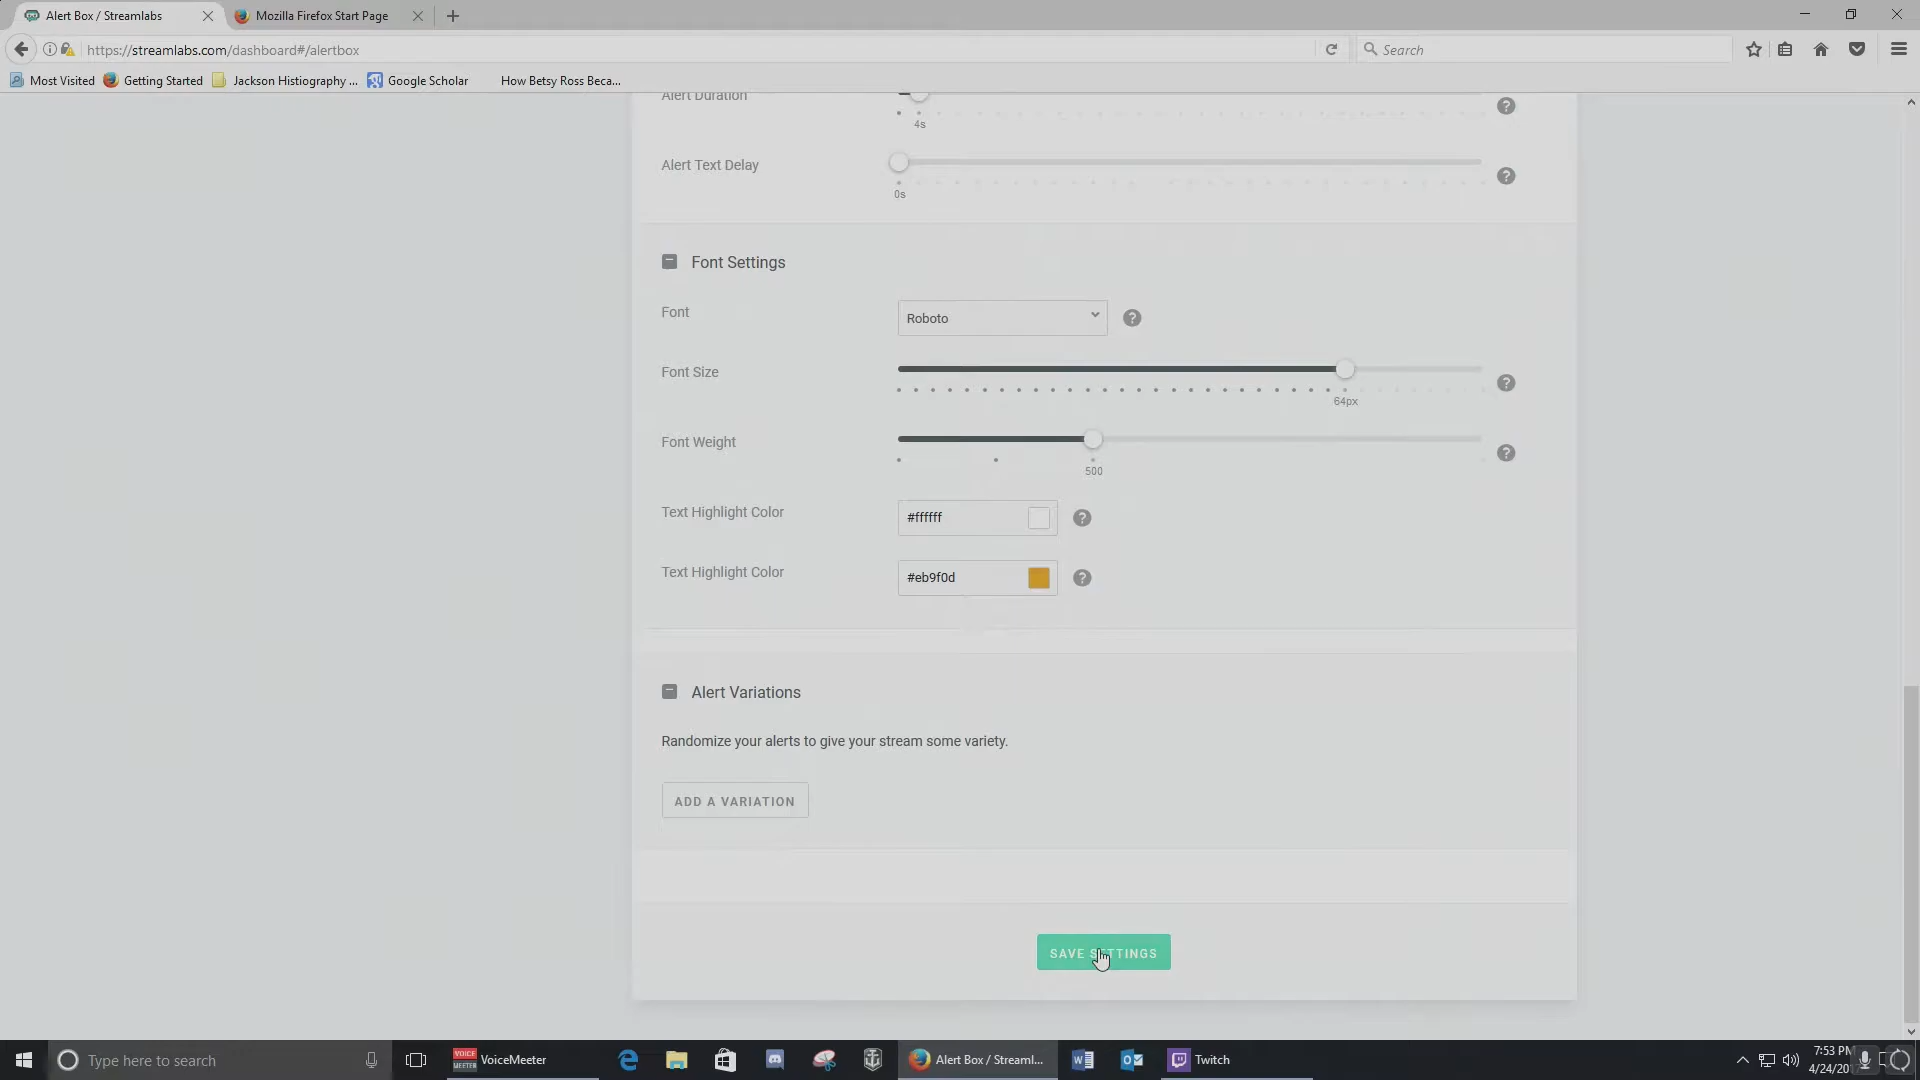 Alert Box / Streamlabs
Mozilla Firefox Start Page
https://streamlabs.com/dashboard#/alertbox
Search
Most Visited
Getting Started
Jackson Histiography ...
Google Scholar
How Betsy Ross Beca...
Alert Duration
4s
Alert Text Delay
0s
Font Settings
Font
Roboto
Font Size
64px
Font Weight
500
Text Highlight Color
#ffffff
Text Highlight Color
#eb9f0d
Alert Variations
Randomize your alerts to give your stream some variety.
ADD A VARIATION
SAVE SETTINGS
Type here to search
VOICE MEETER
VoiceMeeter
Alert Box / Streaml...
Twitch
7:53 PM